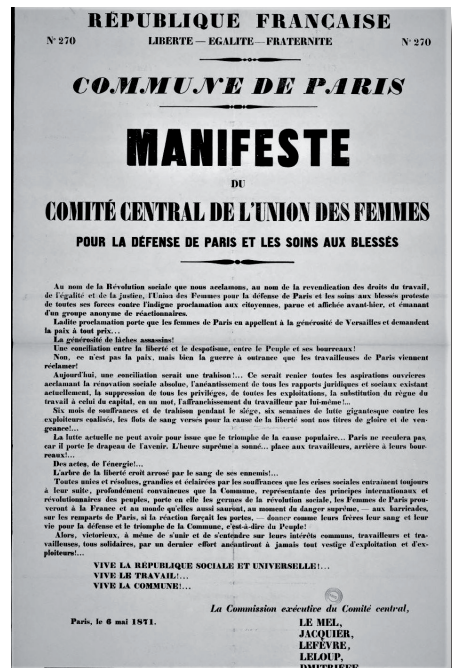 RÉPUBLIQUE FRANÇAISE
N° 270 LIBERTE — EGALITE — FRATERNITE N° 270
COMMUNE DE PARIS
MANIFESTE
DU
COMITÉ CENTRAL DE L'UNION DES FEMMES
POUR LA DÉFENSE DE PARIS ET LES SOINS AUX BLESSÉS
Au nom de la Révolution sociale que nous acclamons, au nom de la revendication des droits du travail,
de l'égalité et de la justice, l'Union des Femmes pour la défense de Paris et les soins aux blessés proteste
de toutes ses forces contre l'indigne proclamation aux citoyennes, parue et affichée avant-hier, et émanant
d'un groupe anonyme de réactionnaires.
Ladite proclamation porte que les femmes de Paris en appellent à la générosité de Versailles et demandent
la paix à tout prix...
La générosité de lâches assassins!
Une conciliation entre la liberté et le despotisme, entre le Peuple et ses bourreaux!
Non, ce n'est pas la paix, mais bien la guerre à outrance que les travailleuses de Paris viennent
réclamer!
Aujourd'hui, une conciliation serait une trahison!... Ce serait renier toutes les aspirations ouvrières
acclamant la rénovation sociale absolue, l'anéantissement de tous les rapports juridiques et sociaux existant
actuellement, la suppression de tous les priviléges, de toutes les exploitations, la substitution du règne du
travail à celui du capital, en un mot, l'affranchissement du travailleur par lui-même!...
Six mois de souffrances et de trahison pendant le siége, six semaines de lutte gigantesque contre les
exploiteurs coalisés, les flots de sang versés pour la cause de la liberté sont nos titres de gloire et de ven-
geance!...
La lutte actuelle ne peut avoir pour issue que le triomphe de la cause populaire... Paris ne reculera pas,
car il porte le drapeau de l'avenir. L'heure suprême a sonné... place aux travailleurs, arrière à leurs bour-
reaux!...
Des actes, de l'énergie!...
L'arbre de la liberté croît arrosé par le sang de ses ennemis!...
Toutes unies et résolues, grandies et éclairées par les souffrances que les crises sociales entraînent toujours
à leur suite, profondément convaincues que la Commune, représentante des principes internationaux et
révolutionnaires des peuples, porte en elle les germes de la révolution sociale, les Femmes de Paris prou-
veront à la France et au monde qu'elles aussi sauront, au moment du danger suprême, — aux barricades,
sur les remparts de Paris, si la réaction forçait les portes, — donner comme leurs frères leur sang et leur
vie pour la défense et le triomphe de la Commune, c'est-à-dire du Peuple!
Alors, victorieux, à même de s'unir et de s'entendre sur leurs intérêts communs, travailleurs et tra-
vailleuses, tous solidaires, par un dernier effort anéantiront à jamais tout vestige d'exploitation et d'ex-
ploiteurs!...
VIVE LA RÉPUBLIQUE SOCIALE ET UNIVERSELLE!...
VIVE LE TRAVAIL!...
VIVE LA COMMUNE!...
La Commission exécutive du Comité central,
Paris, le 6 mai 1871.
LE MEL,
JACQUIER,
LEFÈVRE,
LELOUP,
DMITRIEFF